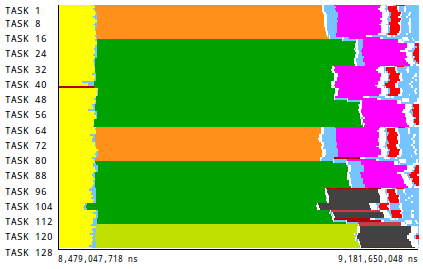 TASK 1
TASK 8
TASK 16
TASK 24
TASK 32
TASK 40
TASK 48
TASK 56
TASK 64
TASK 72
TASK 80
TASK 88
TASK 96
TASK 104
TASK 112
TASK 120
TASK 128
8,479,047,718 ns 9,181,650,048 ns